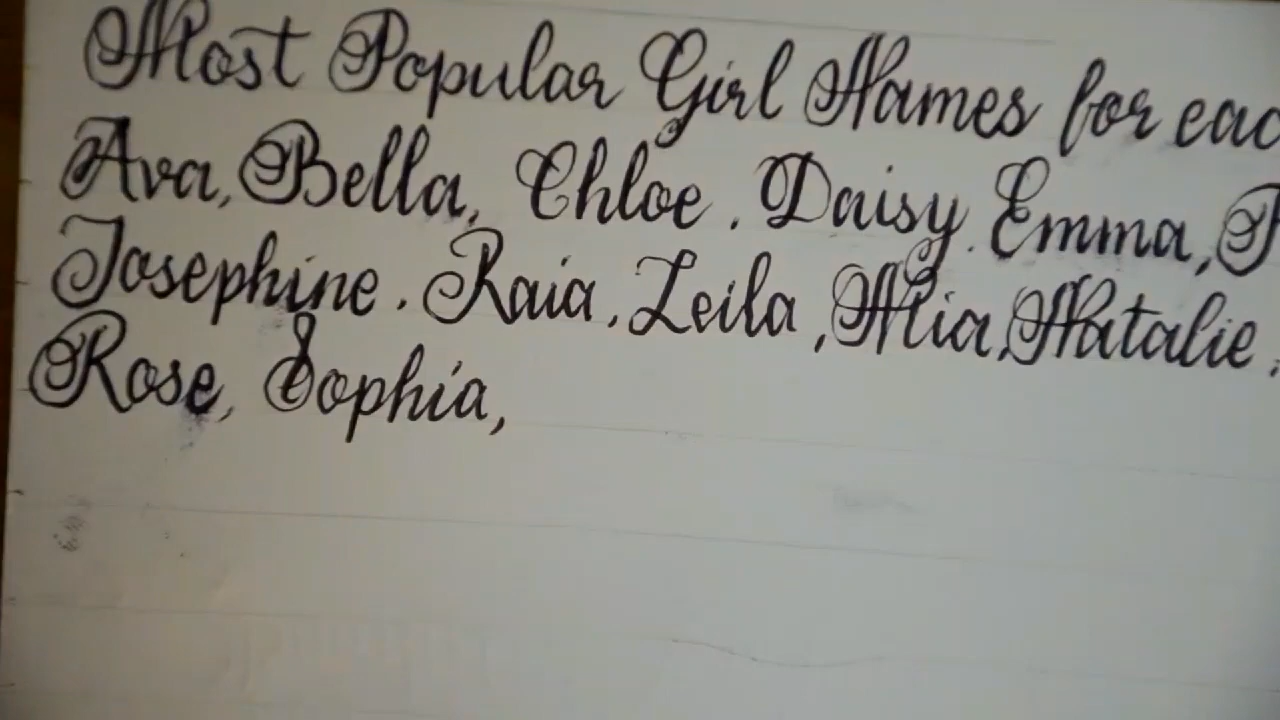 Most Popular Girl Names for eac
Ava, Bella, Chloe, Daisy, Emma,
Josephine, Kaia, Leila, Mia, Natalie,
Rose, Sophia,